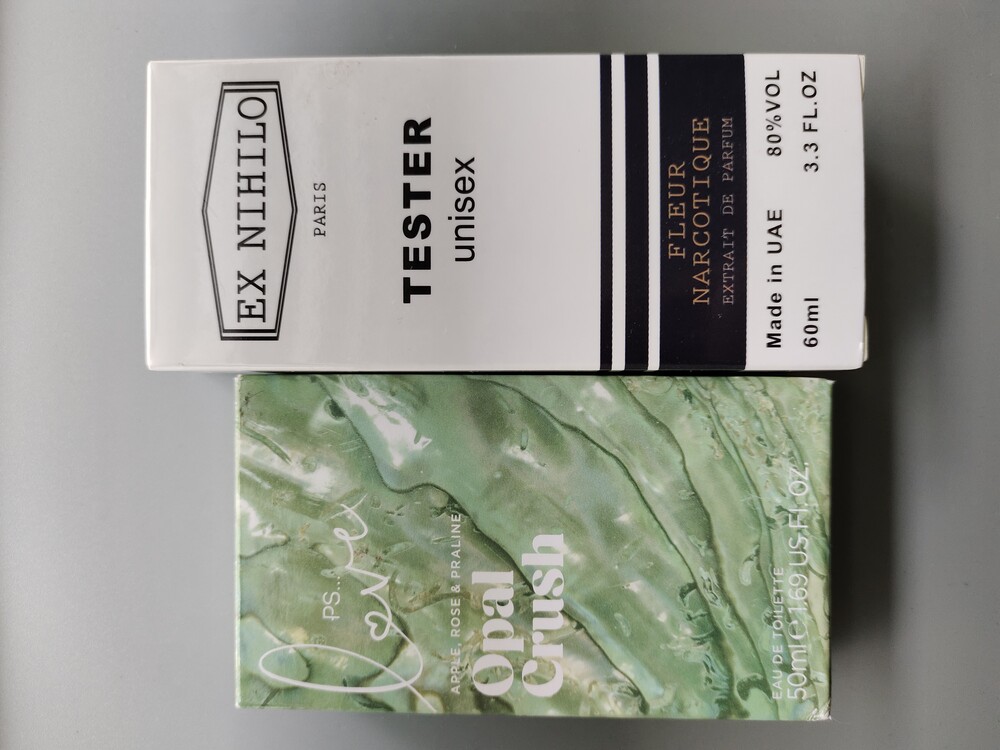 EX NIHILO
PARIS
TESTER
unisex
FLEUR
NARCOTIQUE
EXTRAIT DE PARFUM
Made in UAE 80%VOL
60ml 3.3 FL.OZ
PS...
Love
APPLE, ROSE & PRALINE
Opal
Crush
EAU DE TOILETTE
50ml e 1.69 US Fl. OZ.